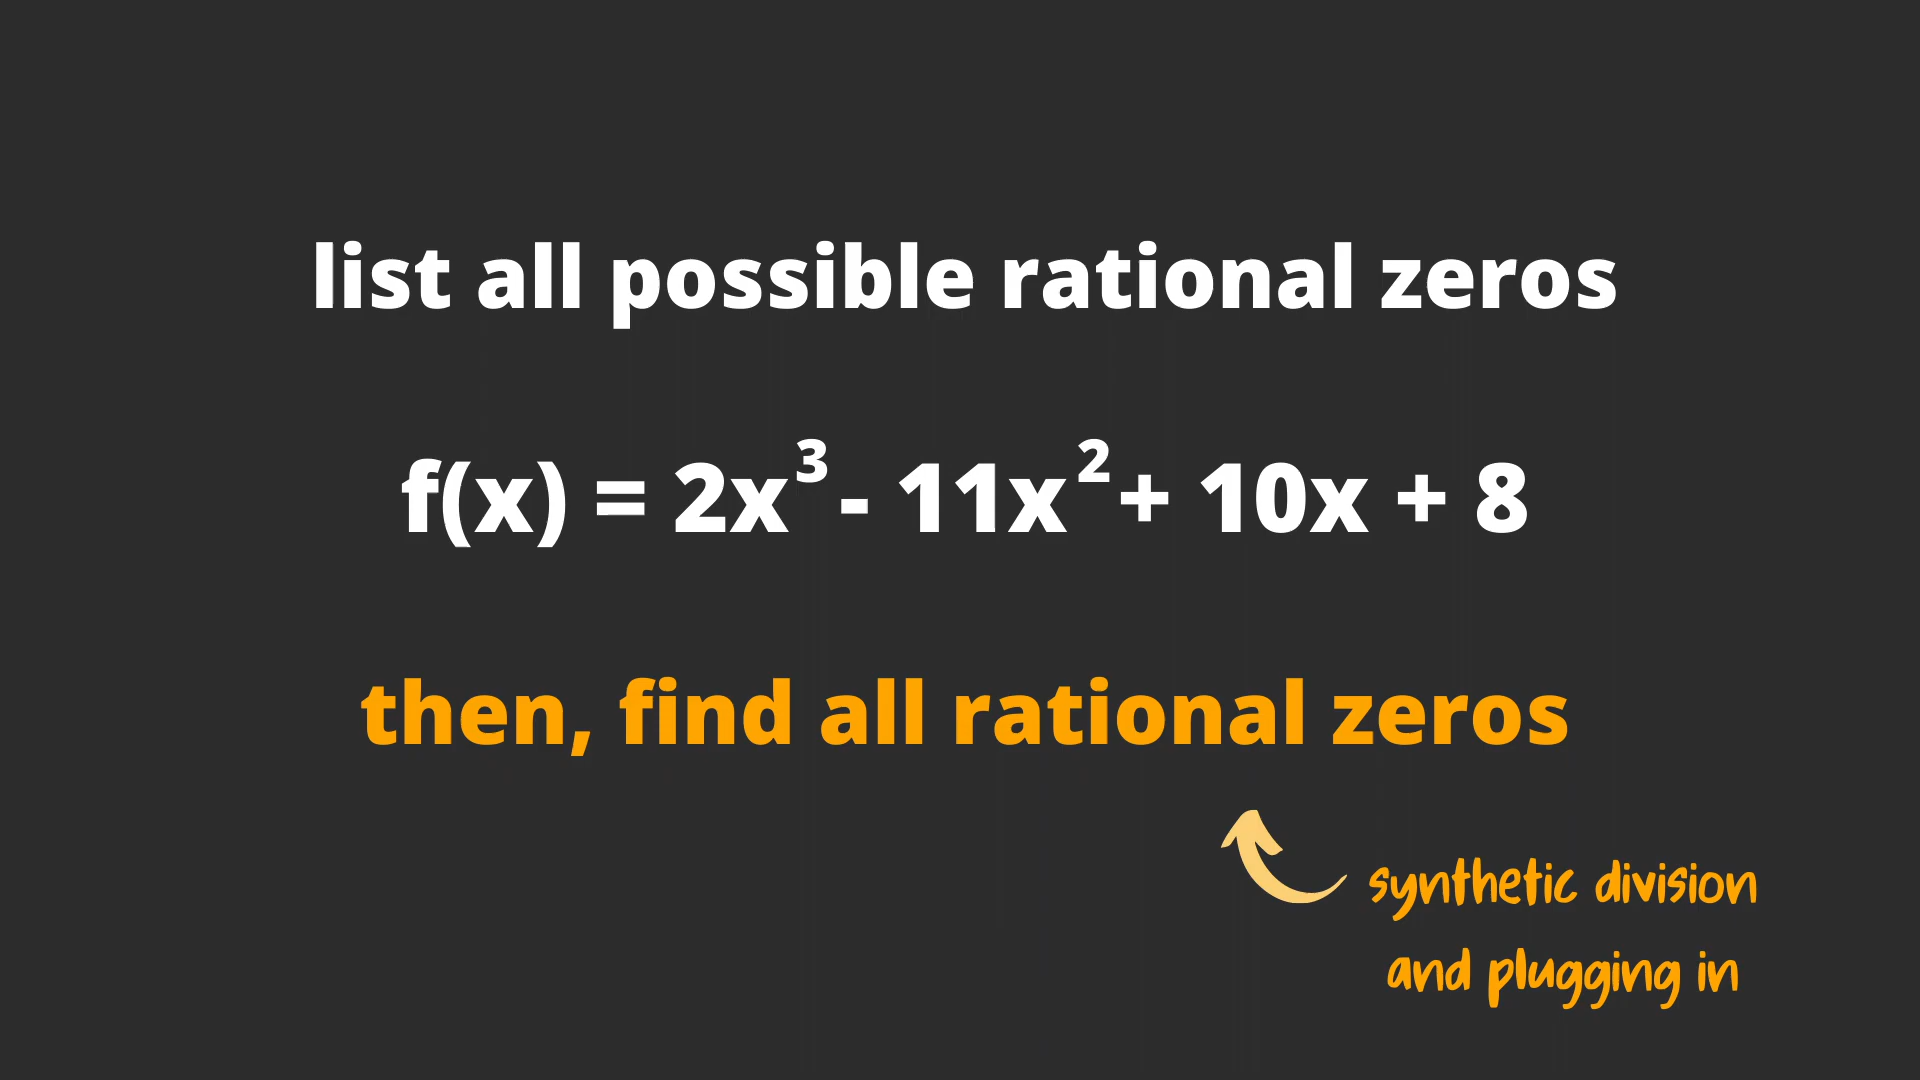 list all possible rational zeros
f(x) = 2x³ - 11x² + 10x + 8
then, find all rational zeros
synthetic division
and plugging in